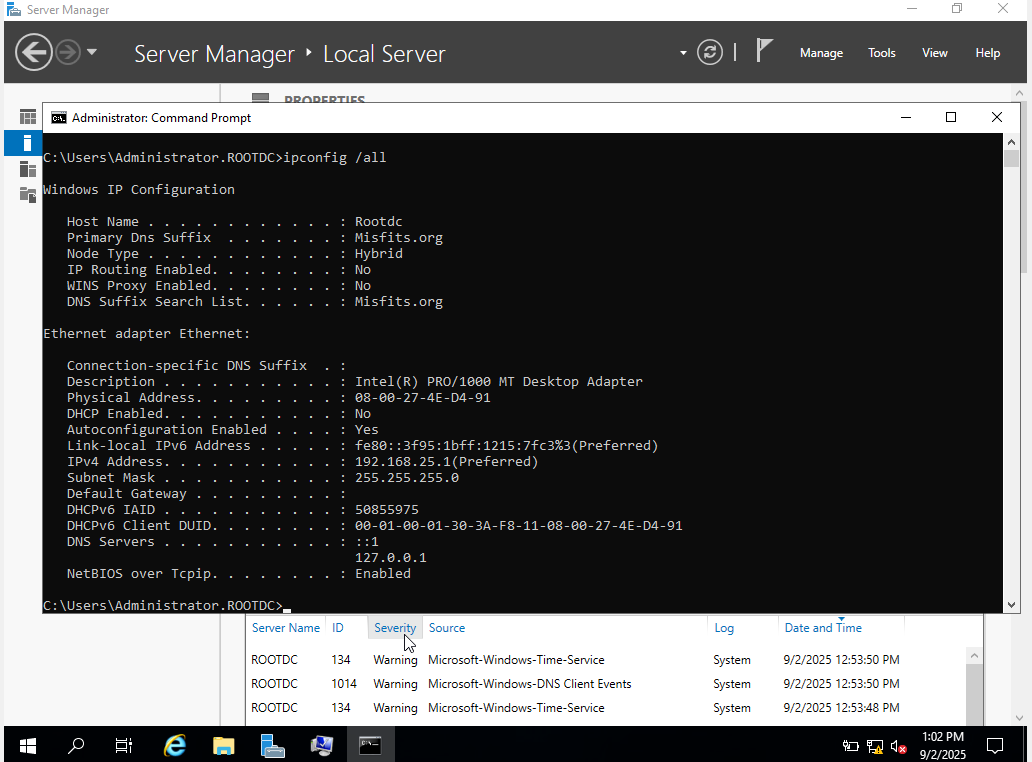 Server Manager
Server Manager ‣ Local Server
Manage Tools View Help
PROPERTIES
Administrator: Command Prompt
C:\Users\Administrator.ROOTDC>ipconfig /all
Windows IP Configuration
Host Name . . . . . . . . . . . . : Rootdc
Primary Dns Suffix  . . . . . . . : Misfits.org
Node Type . . . . . . . . . . . . : Hybrid
IP Routing Enabled. . . . . . . . : No
WINS Proxy Enabled. . . . . . . . : No
DNS Suffix Search List. . . . . . : Misfits.org
Ethernet adapter Ethernet:
Connection-specific DNS Suffix  . :
Description . . . . . . . . . . . : Intel(R) PRO/1000 MT Desktop Adapter
Physical Address. . . . . . . . . : 08-00-27-4E-D4-91
DHCP Enabled. . . . . . . . . . . : No
Autoconfiguration Enabled . . . . : Yes
Link-local IPv6 Address . . . . . : fe80::3f95:1bff:1215:7fc3%3(Preferred)
IPv4 Address. . . . . . . . . . . : 192.168.25.1(Preferred)
Subnet Mask . . . . . . . . . . . : 255.255.255.0
Default Gateway . . . . . . . . . :
DHCPv6 IAID . . . . . . . . . . . : 50855975
DHCPv6 Client DUID. . . . . . . . : 00-01-00-01-30-3A-F8-11-08-00-27-4E-D4-91
DNS Servers . . . . . . . . . . . : ::1
127.0.0.1
NetBIOS over Tcpip. . . . . . . . : Enabled
C:\Users\Administrator.ROOTDC>
Server Name ID Severity Source Log Date and Time
ROOTDC 134 Warning Microsoft-Windows-Time-Service System 9/2/2025 12:53:50 PM
ROOTDC 1014 Warning Microsoft-Windows-DNS Client Events System 9/2/2025 12:53:50 PM
ROOTDC 134 Warning Microsoft-Windows-Time-Service System 9/2/2025 12:53:48 PM
1:02 PM
9/2/2025